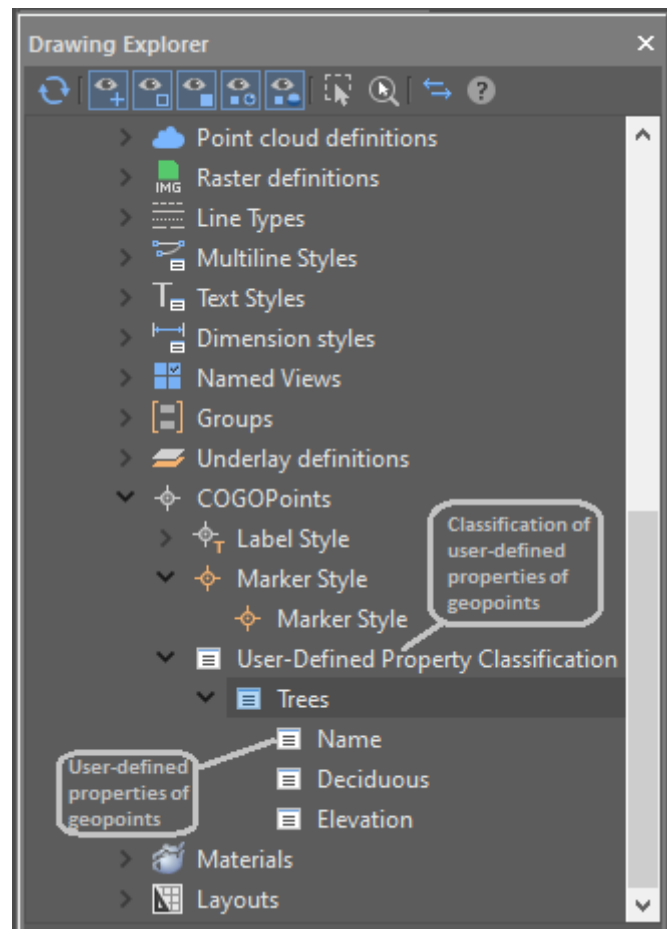 Drawing Explorer
Point cloud definitions
IMG Raster definitions
Line Types
Multiline Styles
Text Styles
Dimension styles
Named Views
Groups
Underlay definitions
COGOPoints
Label Style
Marker Style
Marker Style
Classification of
user-defined
properties of
geopoints
User-Defined Property Classification
Trees
Name
Deciduous
Elevation
User-defined
properties of
geopoints
Materials
Layouts